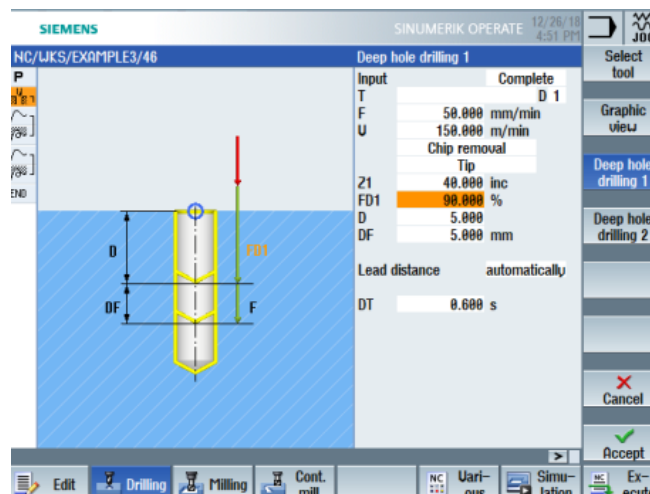 SIEMENS
SINUMERIK OPERATE
12/26/18
4:51 PM
JOG
NC/WKS/EXAMPLE3/46
Deep hole drilling 1
Select
tool
P
END
Input Complete
T D 1
F 50.000 mm/min
V 150.000 m/min
Chip removal
Tip
Z1 40.000 inc
FD1 90.000 %
D 5.000
DF 5.000 mm
Lead distance automatically
DT 0.600 s
D
FD1
DF
F
Graphic
view
Deep hole
drilling 1
Deep hole
drilling 2
Cancel
Accept
Edit
Drilling
Milling
Cont.
mill.
NC
Vari-
ous
Simu-
lation
NC
Ex-
ecute